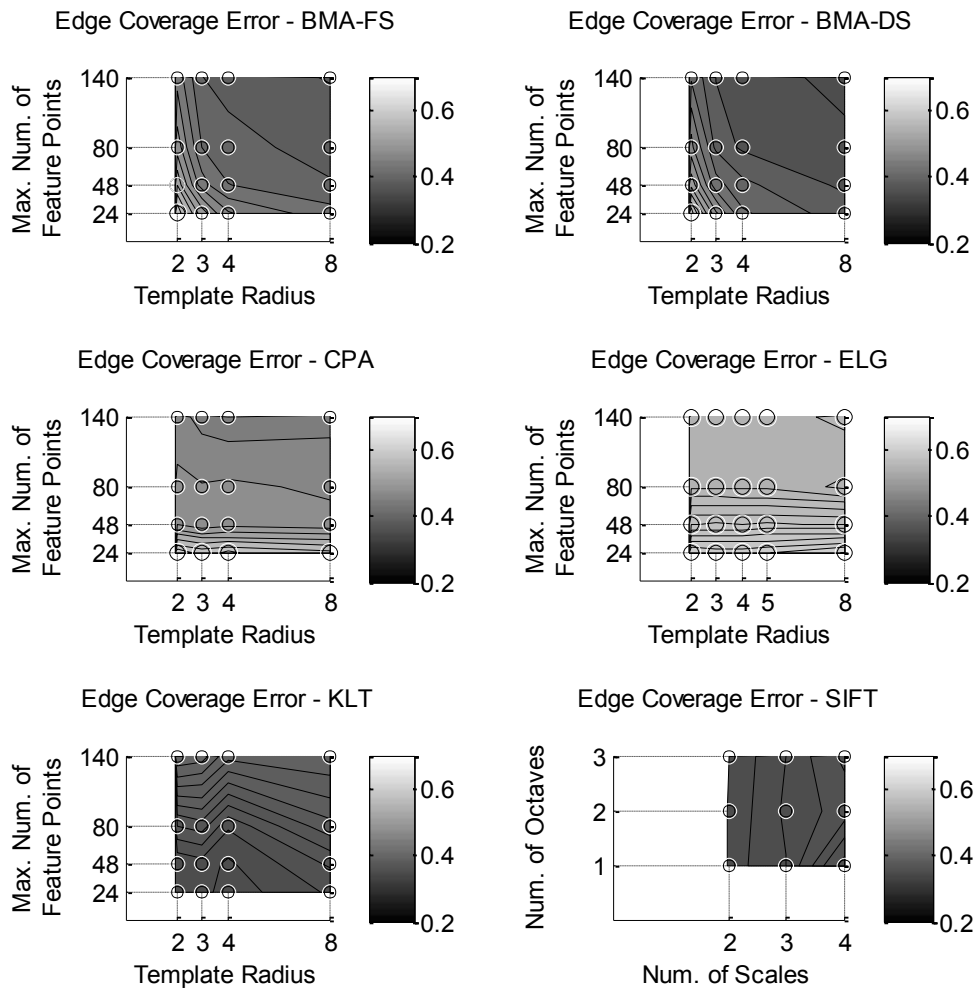 Edge Coverage Error - BMA-FS
Max. Num. of
Feature Points
140
80
48
24
2 3 4 8
Template Radius
0.6
0.4
0.2
Edge Coverage Error - BMA-DS
Max. Num. of
Feature Points
140
80
48
24
2 3 4 8
Template Radius
0.6
0.4
0.2
Edge Coverage Error - CPA
Max. Num. of
Feature Points
140
80
48
24
2 3 4 8
Template Radius
0.6
0.4
0.2
Edge Coverage Error - ELG
Max. Num. of
Feature Points
140
80
48
24
2 3 4 5 8
Template Radius
0.6
0.4
0.2
Edge Coverage Error - KLT
Max. Num. of
Feature Points
140
80
48
24
2 3 4 8
Template Radius
0.6
0.4
0.2
Edge Coverage Error - SIFT
Num. of Octaves
3
2
1
2 3 4
Num. of Scales
0.6
0.4
0.2